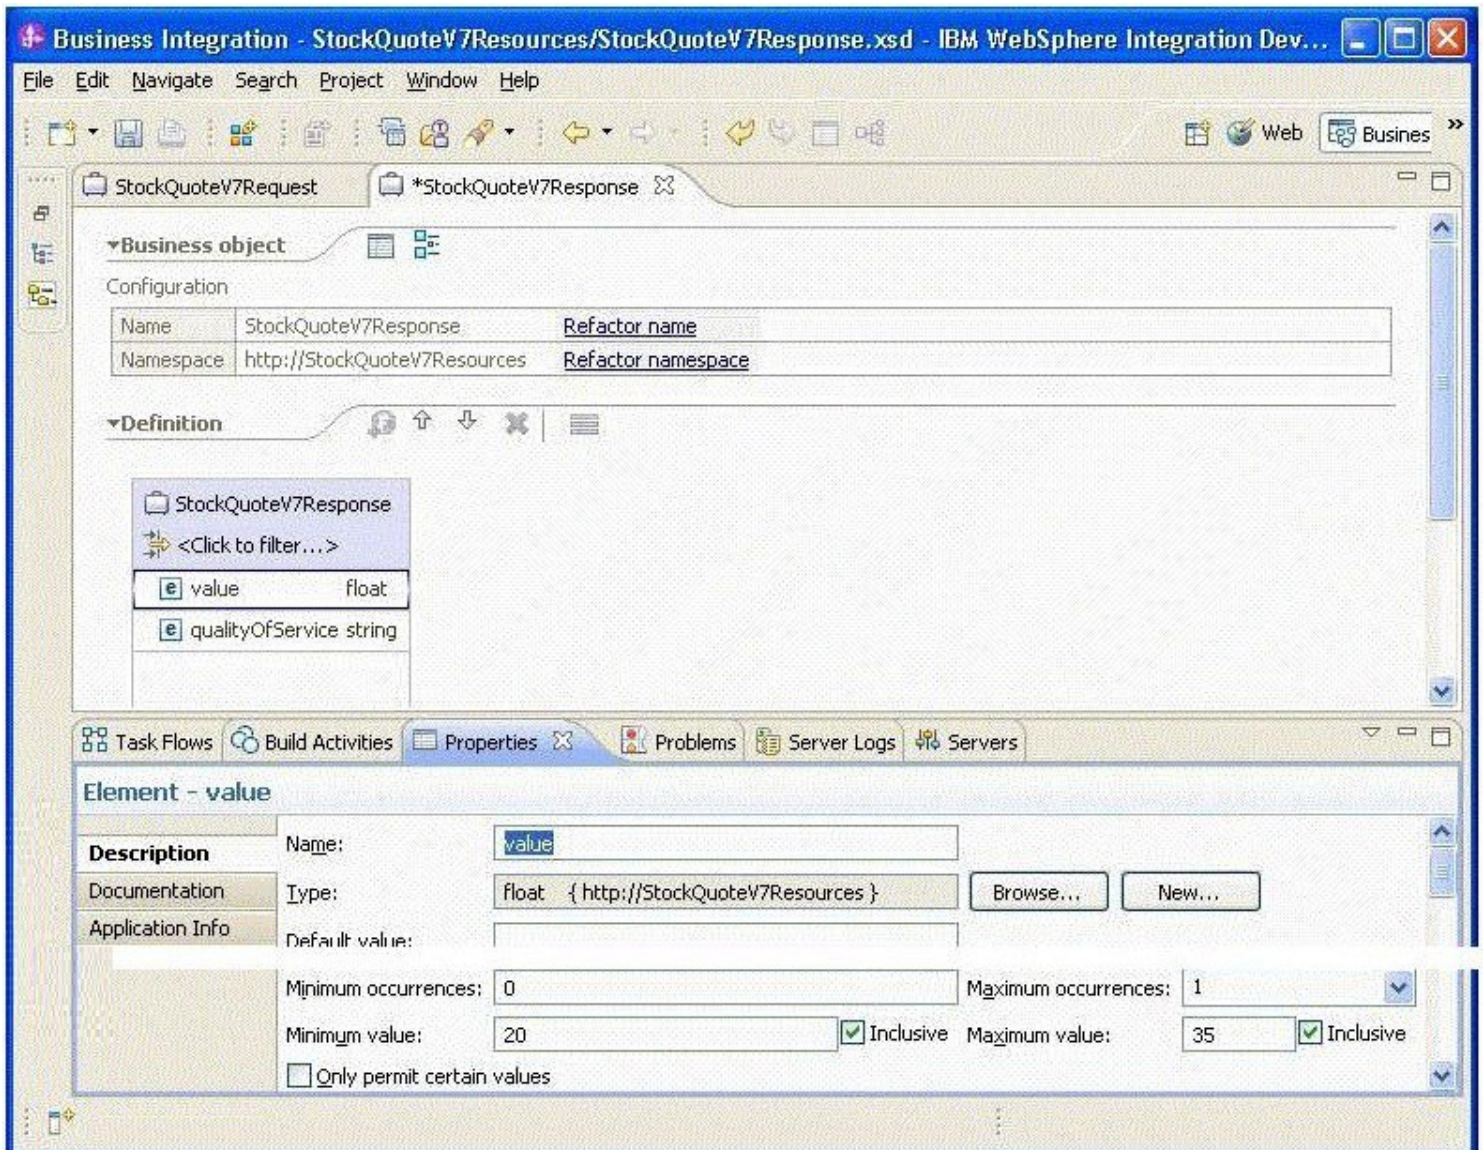 Business Integration - StockQuoteV7Resources/StockQuoteV7Response.xsd - IBM WebSphere Integration Dev...
File Edit Navigate Search Project Window Help
Web Busines »
StockQuoteV7Request *StockQuoteV7Response
Business object
Configuration
Name StockQuoteV7Response Refactor name
Namespace http://StockQuoteV7Resources Refactor namespace
Definition
StockQuoteV7Response
<Click to filter...>
e value float
e qualityOfService string
Task Flows Build Activities Properties Problems Server Logs Servers
Element - value
Description Name: value
Documentation Type: float { http://StockQuoteV7Resources } Browse... New...
Application Info Default value:
Minimum occurrences: 0 Maximum occurrences: 1
Minimum value: 20 Inclusive Maximum value: 35 Inclusive
Only permit certain values